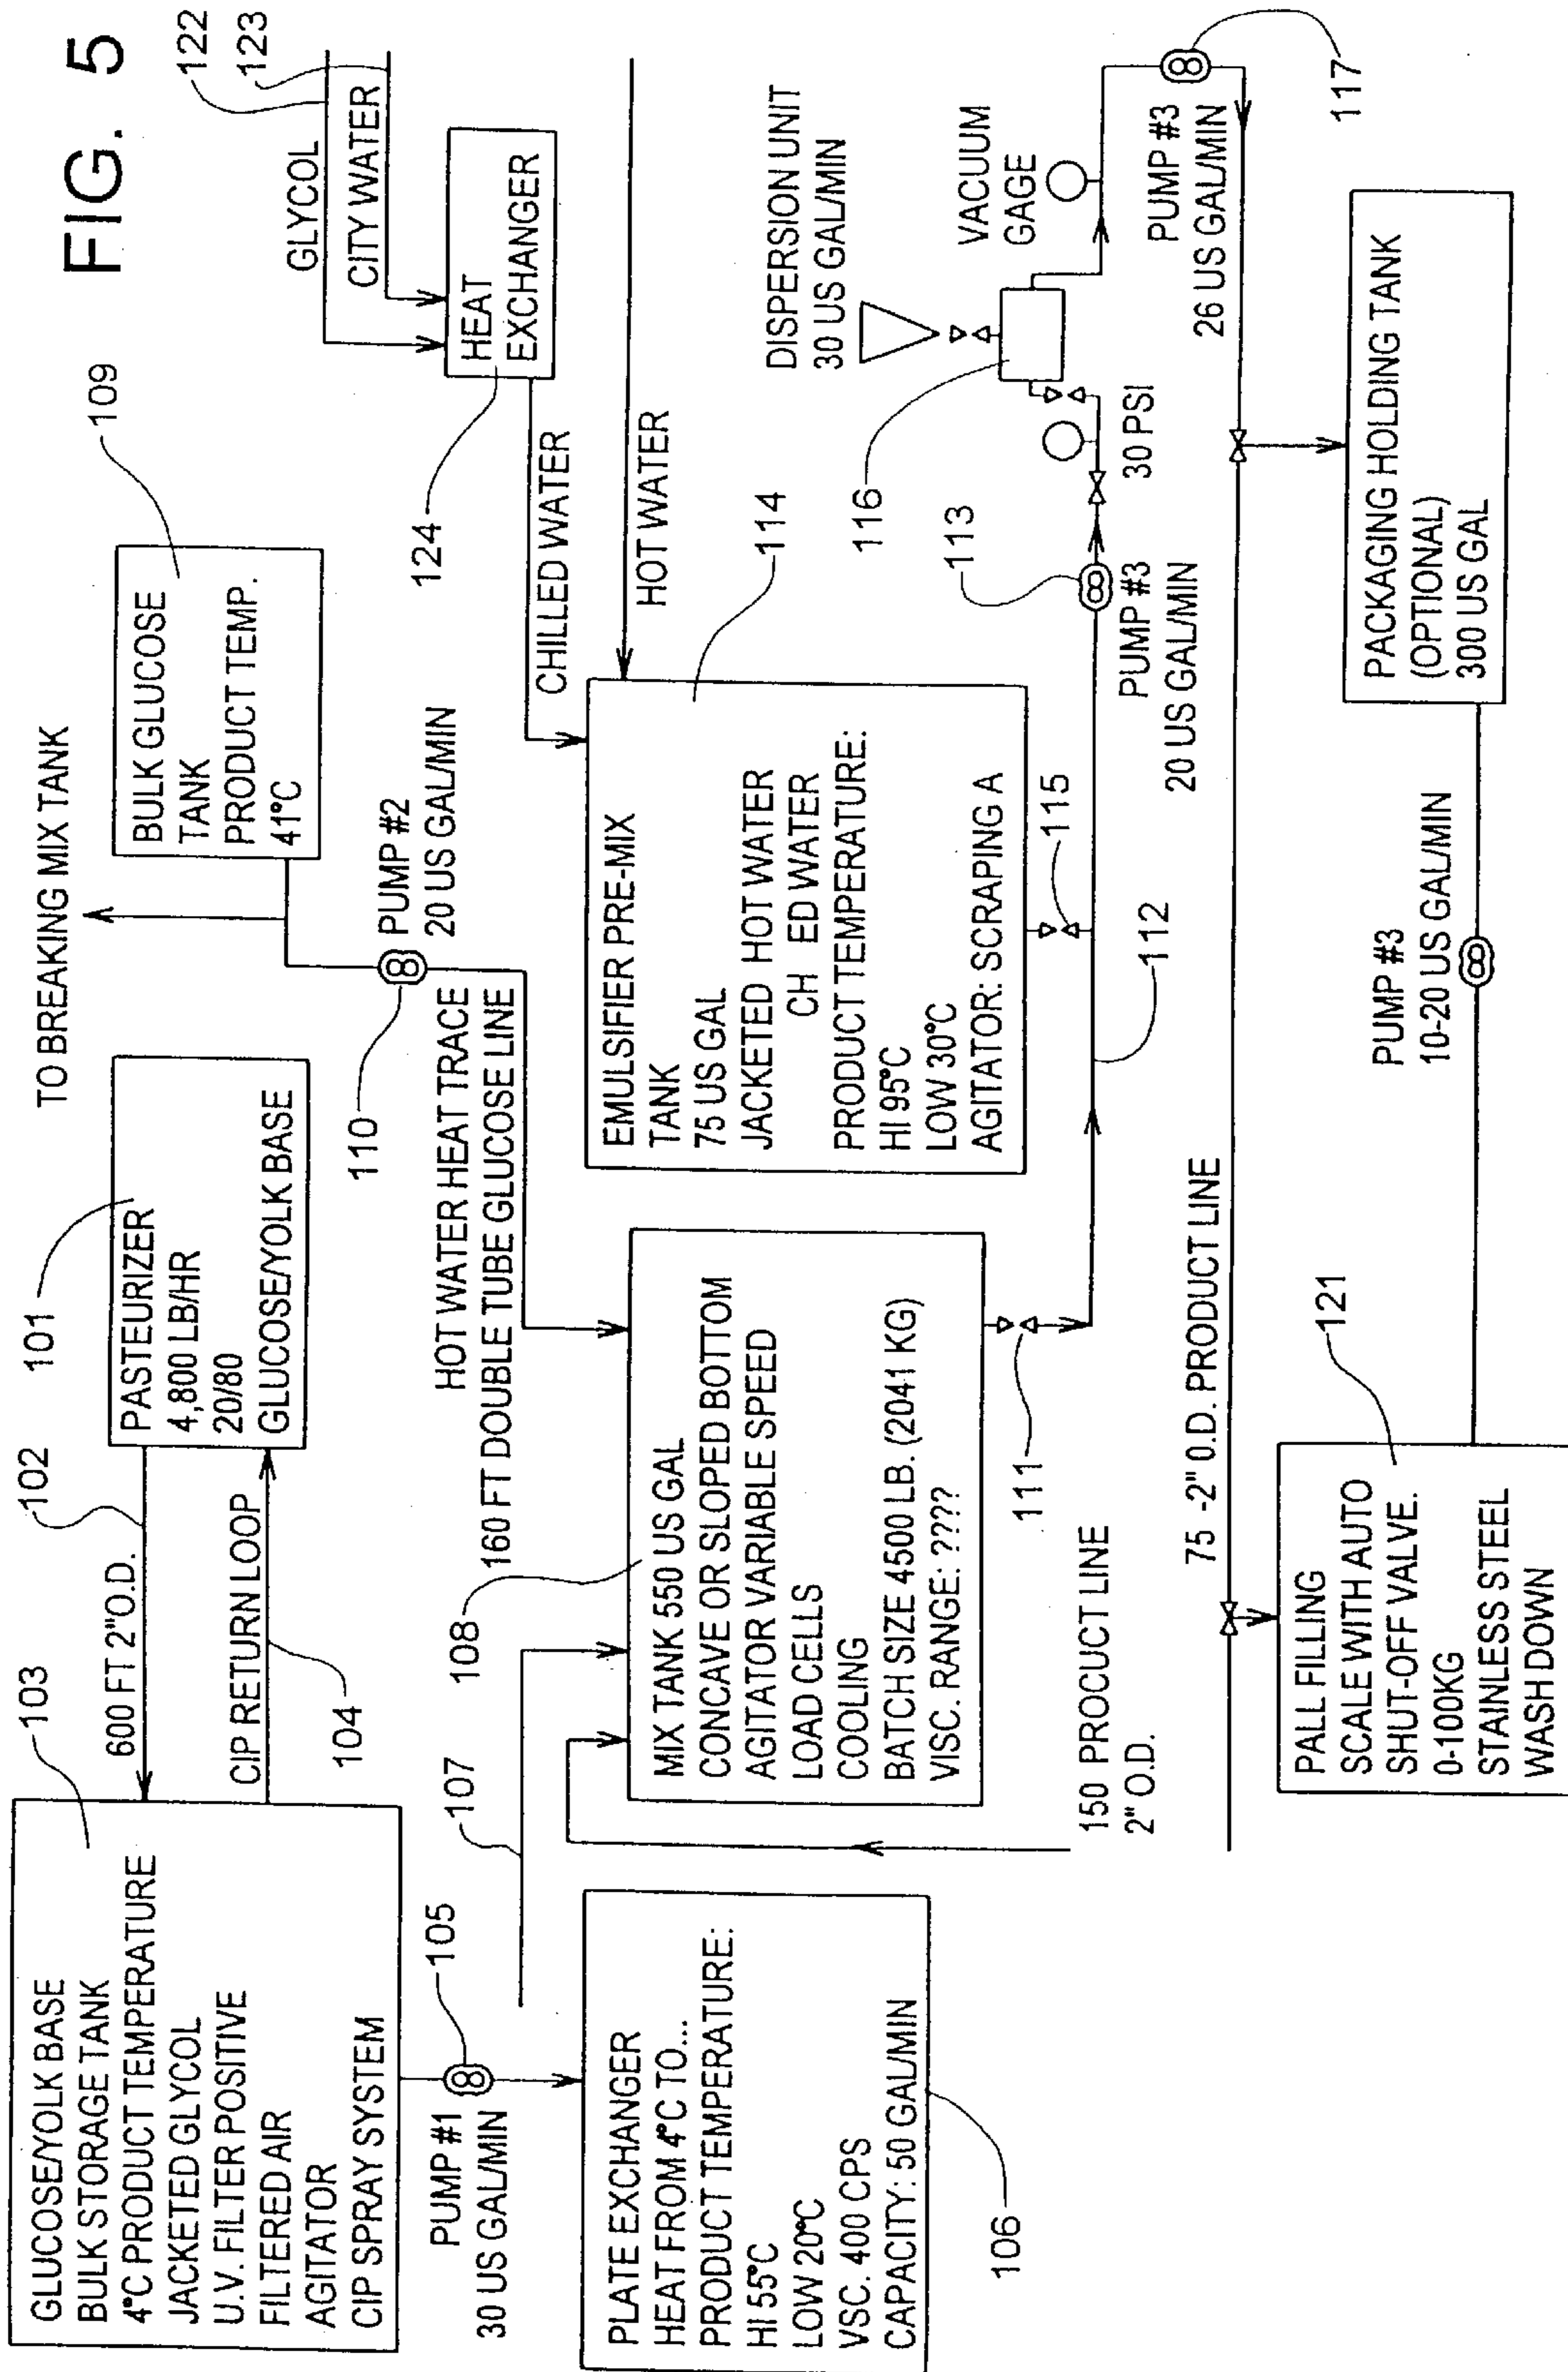 FIG. 5
GLUCOSE/YOLK BASE
BULK STORAGE TANK
4°C PRODUCT TEMPERATURE
JACKETED GLYCOL
U.V. FILTER POSITIVE
FILTERED AIR
AGITATOR
CIP SPRAY SYSTEM
103
600 FT 2"O.D.
102
CIP RETURN LOOP
104
101
PASTEURIZER
4,800 LB/HR
20/80
GLUCOSE/YOLK BASE
TO BREAKING MIX TANK
BULK GLUCOSE
TANK
PRODUCT TEMP.
41°C
109
GLYCOL
CITY WATER
122
123
HEAT
EXCHANGER
124
PUMP #1
30 US GAL/MIN
105
110
PUMP #2
20 US GAL/MIN
HOT WATER HEAT TRACE
160 FT DOUBLE TUBE GLUCOSE LINE
CHILLED WATER
HOT WATER
PLATE EXCHANGER
HEAT FROM 4°C TO...
PRODUCT TEMPERATURE:
HI 55°C
LOW 20°C
VSC. 400 CPS
CAPACITY: 50 GAL/MIN
106
107
108
MIX TANK 550 US GAL
CONCAVE OR SLOPED BOTTOM
AGITATOR VARIABLE SPEED
LOAD CELLS
COOLING
BATCH SIZE 4500 LB. (2041 KG)
VISC. RANGE: ????
111
EMULSIFIER PRE-MIX
TANK
75 US GAL
JACKETED HOT WATER
CH ED WATER
PRODUCT TEMPERATURE:
HI 95°C
LOW 30°C
AGITATOR: SCRAPING A
114
115
112
113
PUMP #3
20 US GAL/MIN
30 PSI
116
DISPERSION UNIT
30 US GAL/MIN
VACUUM
GAGE
PUMP #3
26 US GAL/MIN
117
150 PROCUCT LINE
2" O.D.
75 -2" O.D. PRODUCT LINE
PALL FILLING
SCALE WITH AUTO
SHUT-OFF VALVE.
0-100KG
STAINLESS STEEL
WASH DOWN
121
PUMP #3
10-20 US GAL/MIN
PACKAGING HOLDING TANK
(OPTIONAL)
300 US GAL